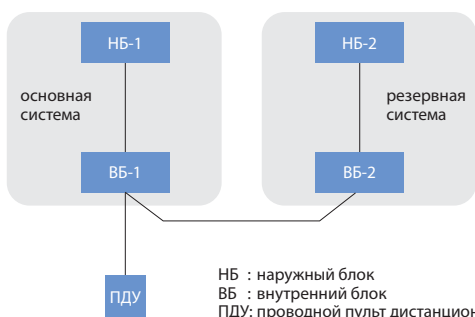 НБ-1
НБ-2
основная
система
резервная
система
ВБ-1
ВБ-2
ПДУ
НБ : наружный блок
ВБ : внутренний блок
ПДУ: проводной пульт